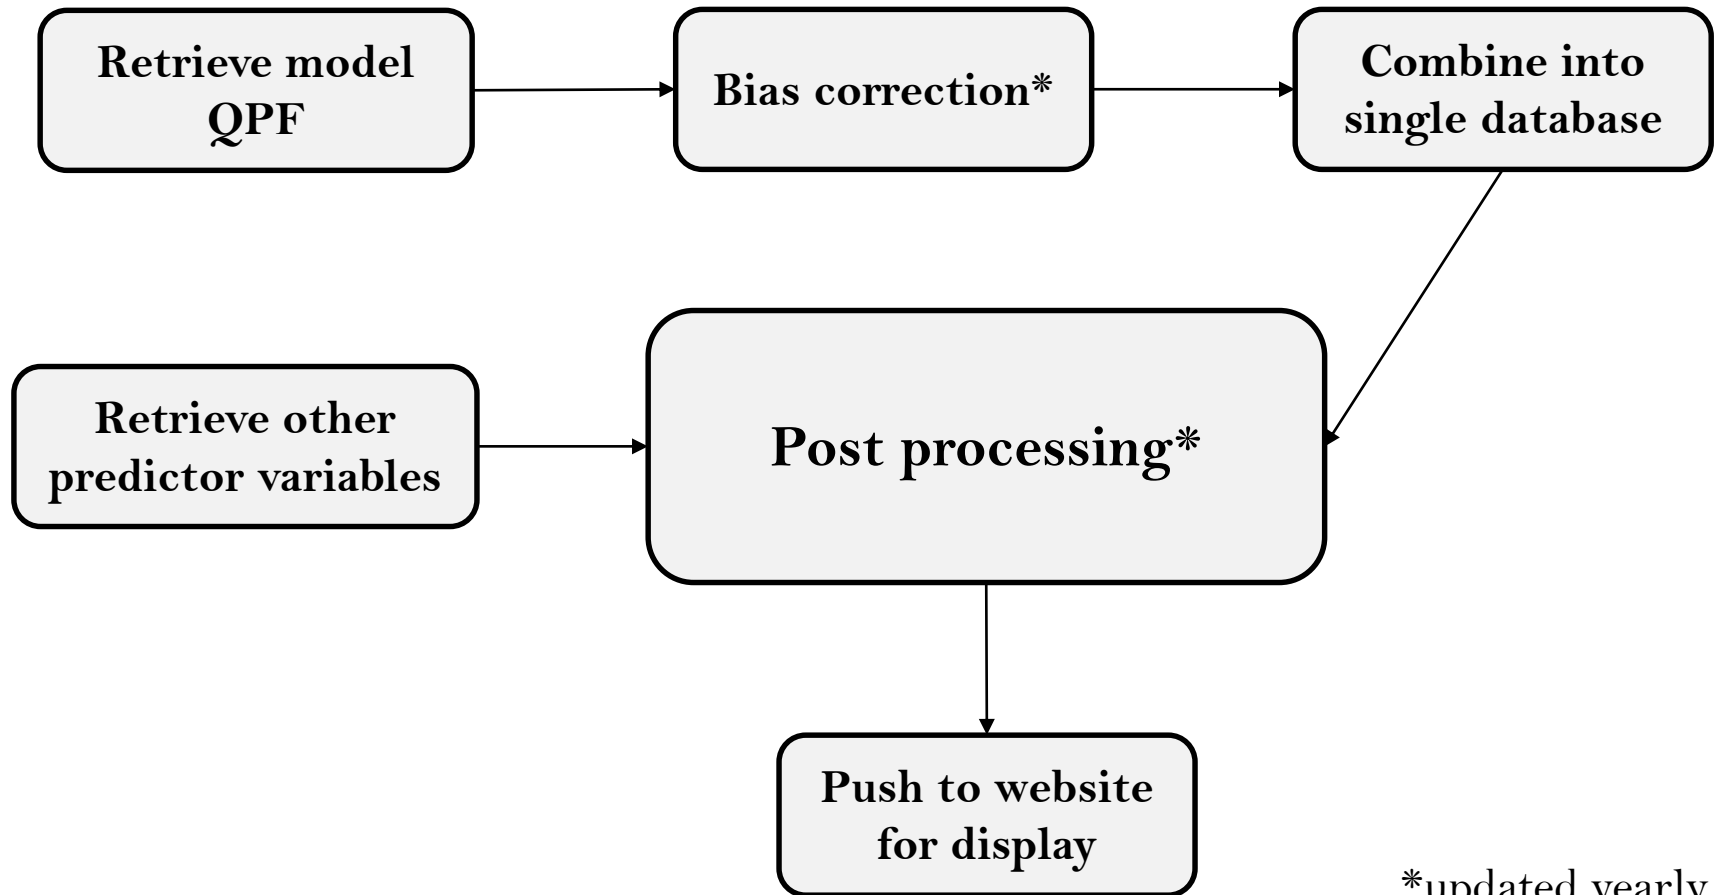 Retrieve model
QPF
Bias correction*
Combine into
single database
Retrieve other
predictor variables
Post processing*
Push to website
for display
*updated yearly